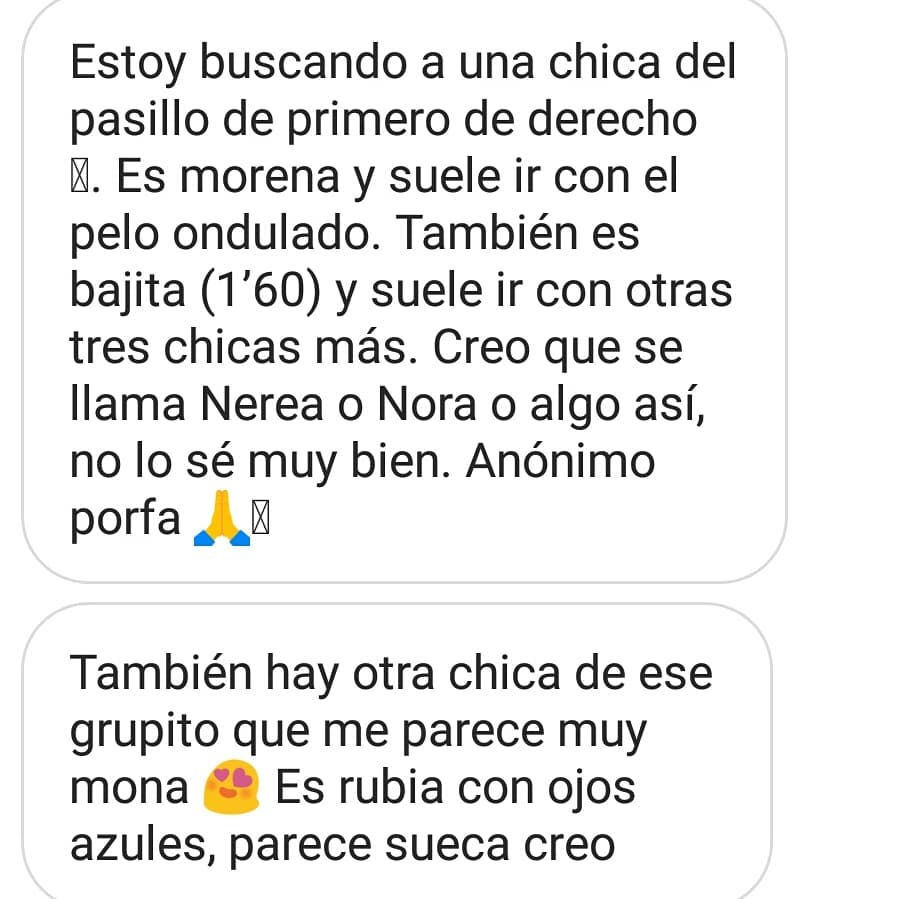 Estoy buscando a una chica del
pasillo de primero de derecho
. Es morena y suele ir con el
pelo ondulado. También es
bajita (1’60) y suele ir con otras
tres chicas más. Creo que se
llama Nerea o Nora o algo así,
no lo sé muy bien. Anónimo
porfa 🙏
También hay otra chica de ese
grupito que me parece muy
mona 😍 Es rubia con ojos
azules, parece sueca creo